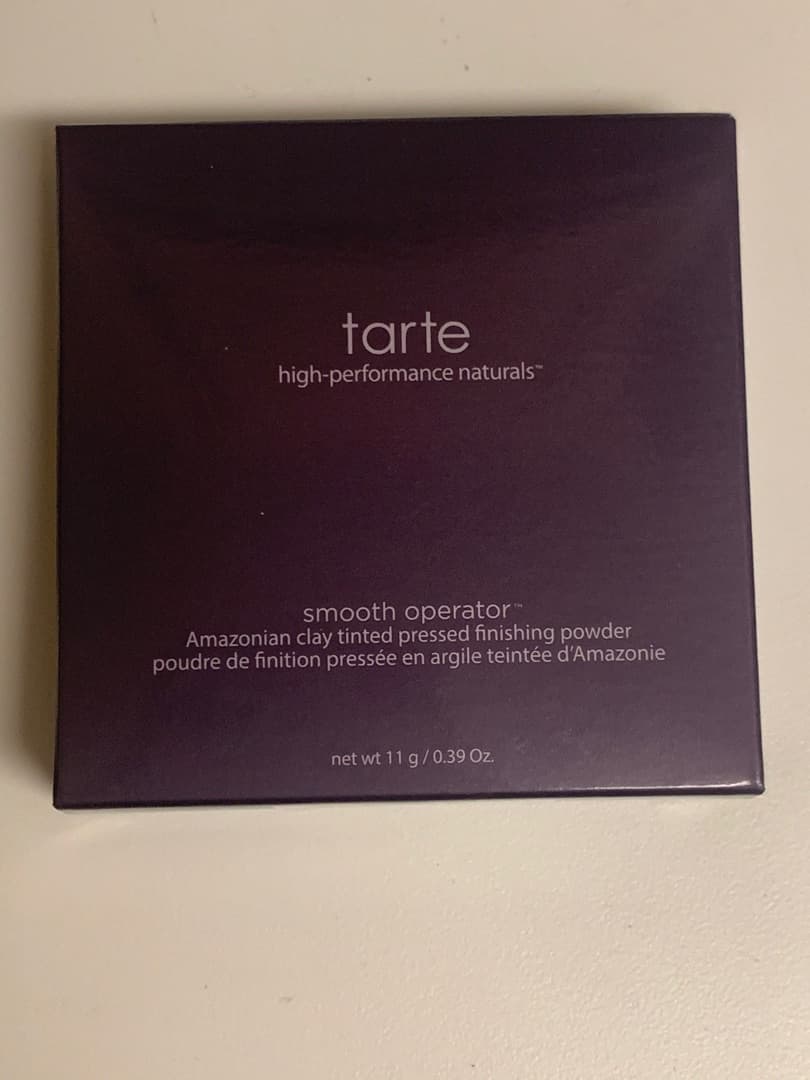 tarte
high-performance naturals™
smooth operator™
Amazonian clay tinted pressed finishing powder
poudre de finition pressée en argile teintée d'Amazonie
net wt 11 g / 0.39 Oz.